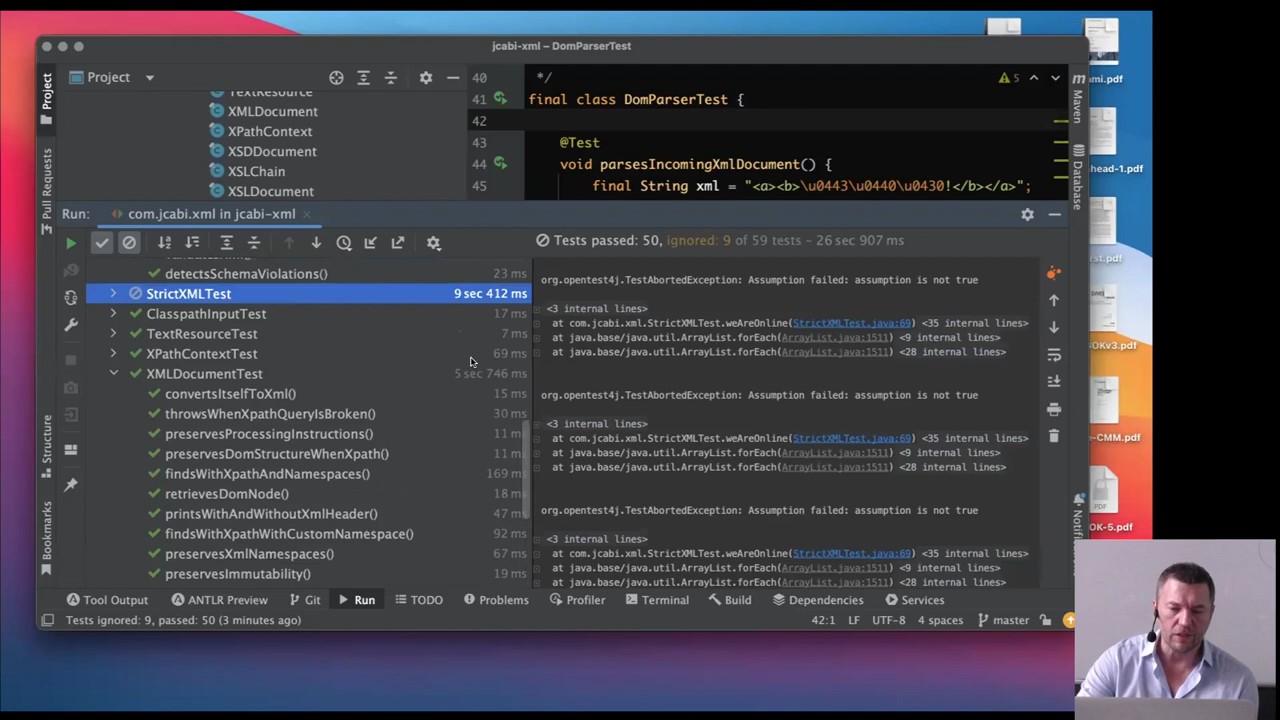 jcabi-xml – DomParserTest
ami.pdf
head-1.pdf
rst.pdf
OKv3.pdf
-CMM.pdf
PDF
OK-5.pdf
Project
Pull Requests
Structure
Bookmarks
Project
TextResource
XMLDocument
XPathContext
XSDDocument
XSLChain
XSLDocument
40 */
41 final class DomParserTest {
42
43 @Test
44 void parsesIncomingXmlDocument() {
45 final String xml = "<a><b>\u0443\u0440\u0430!</b></a>";
5
Maven
Database
Run: com.jcabi.xml in jcabi-xml
Tests passed: 50, ignored: 9 of 59 tests - 26 sec 907 ms
detectsSchemaViolations() 23 ms
StrictXMLTest 9 sec 412 ms
ClasspathInputTest 17 ms
TextResourceTest 7 ms
XPathContextTest 69 ms
XMLDocumentTest 5 sec 746 ms
convertsItselfToXml() 15 ms
throwsWhenXpathQueryIsBroken() 30 ms
preservesProcessingInstructions() 11 ms
preservesDomStructureWhenXpath() 11 ms
findsWithXpathAndNamespaces() 169 ms
retrievesDomNode() 18 ms
printsWithAndWithoutXmlHeader() 47 ms
findsWithXpathWithCustomNamespace() 92 ms
preservesXmlNamespaces() 67 ms
preservesImmutability() 19 ms
org.opentest4j.TestAbortedException: Assumption failed: assumption is not true
<3 internal lines>
at com.jcabi.xml.StrictXMLTest.weAreOnline(StrictXMLTest.java:69) <35 internal lines>
at java.base/java.util.ArrayList.forEach(ArrayList.java:1511) <9 internal lines>
at java.base/java.util.ArrayList.forEach(ArrayList.java:1511) <28 internal lines>
org.opentest4j.TestAbortedException: Assumption failed: assumption is not true
<3 internal lines>
at com.jcabi.xml.StrictXMLTest.weAreOnline(StrictXMLTest.java:69) <35 internal lines>
at java.base/java.util.ArrayList.forEach(ArrayList.java:1511) <9 internal lines>
at java.base/java.util.ArrayList.forEach(ArrayList.java:1511) <28 internal lines>
org.opentest4j.TestAbortedException: Assumption failed: assumption is not true
<3 internal lines>
at com.jcabi.xml.StrictXMLTest.weAreOnline(StrictXMLTest.java:69) <35 internal lines>
at java.base/java.util.ArrayList.forEach(ArrayList.java:1511) <9 internal lines>
at java.base/java.util.ArrayList.forEach(ArrayList.java:1511) <28 internal lines>
Tool Output ANTLR Preview Git Run TODO Problems Profiler Terminal Build Dependencies Services
Tests ignored: 9, passed: 50 (3 minutes ago) 42:1 LF UTF-8 4 spaces master